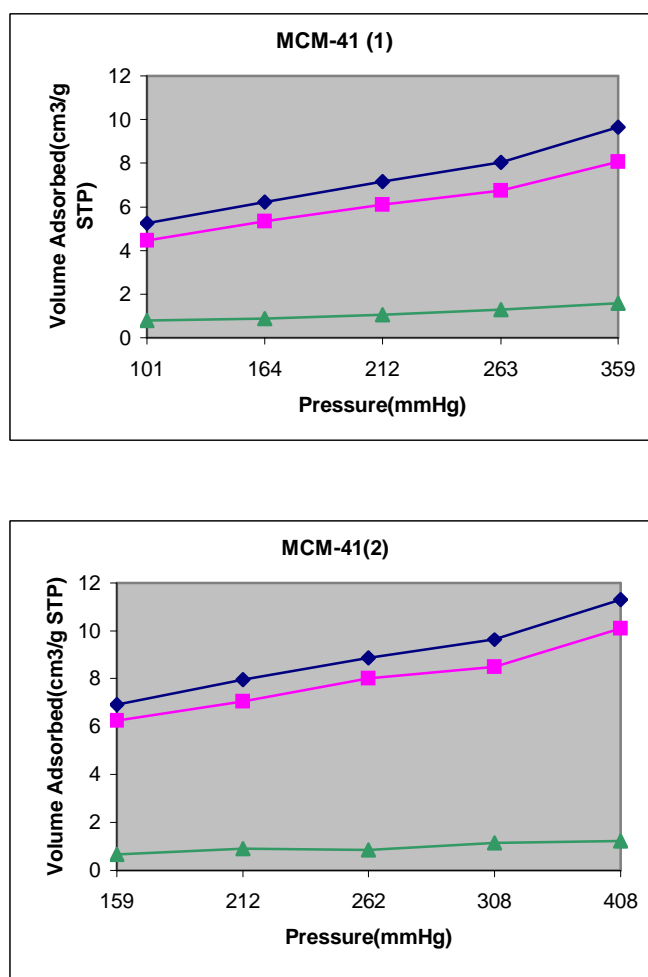 MCM-41 (1)
Volume Adsorbed(cm3/g
STP)
12
10
8
6
4
2
0
101 164 212 263 359
Pressure(mmHg)
MCM-41(2)
Volume Adsorbed(cm3/g STP)
12
10
8
6
4
2
0
159 212 262 308 408
Pressure(mmHg)